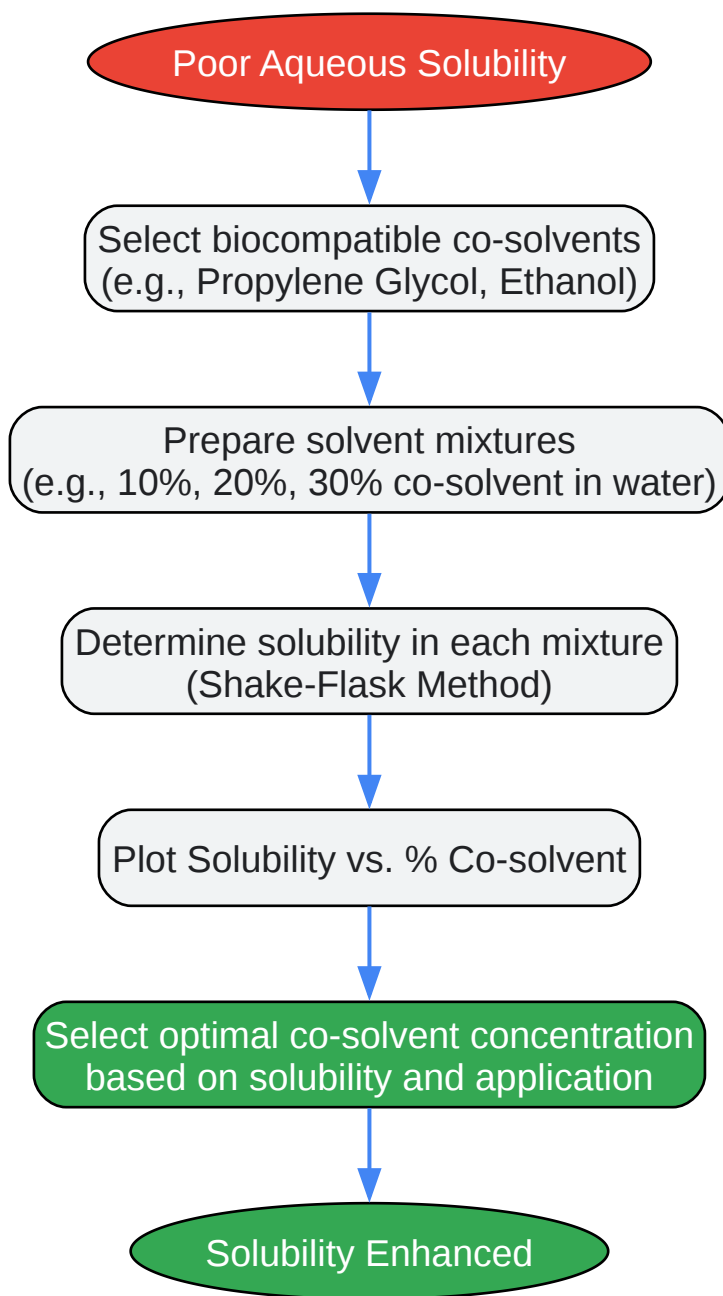 Poor Aqueous Solubility
Select biocompatible co-solvents
(e.g., Propylene Glycol, Ethanol)
Prepare solvent mixtures
(e.g., 10%, 20%, 30% co-solvent in water)
Determine solubility in each mixture
(Shake-Flask Method)
Plot Solubility vs. % Co-solvent
Select optimal co-solvent concentration
based on solubility and application
Solubility Enhanced